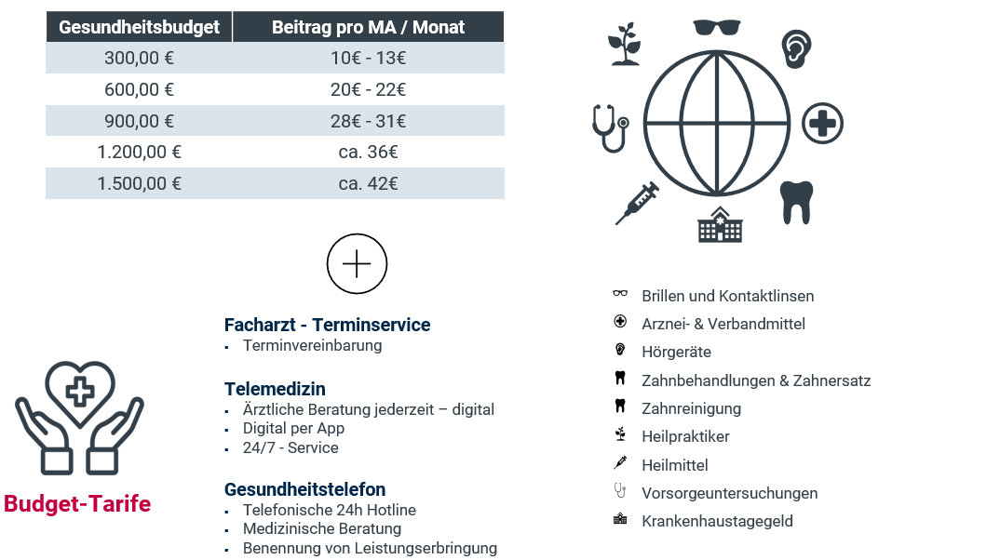 Gesundheitsbudget Beitrag pro MA / Monat
300,00 € 10€ - 13€
600,00 € 20€ - 22€
900,00 € 28€ - 31€
1.200,00 € ca. 36€
1.500,00 € ca. 42€
Facharzt - Terminservice
▪ Terminvereinbarung
Telemedizin
▪ Ärztliche Beratung jederzeit – digital
▪ Digital per App
▪ 24/7 - Service
Gesundheitstelefon
▪ Telefonische 24h Hotline
▪ Medizinische Beratung
▪ Benennung von Leistungserbringung
Budget-Tarife
Brillen und Kontaktlinsen
Arznei- & Verbandmittel
Hörgeräte
Zahnbehandlungen & Zahnersatz
Zahnreinigung
Heilpraktiker
Heilmittel
Vorsorgeuntersuchungen
Krankenhaustagegeld